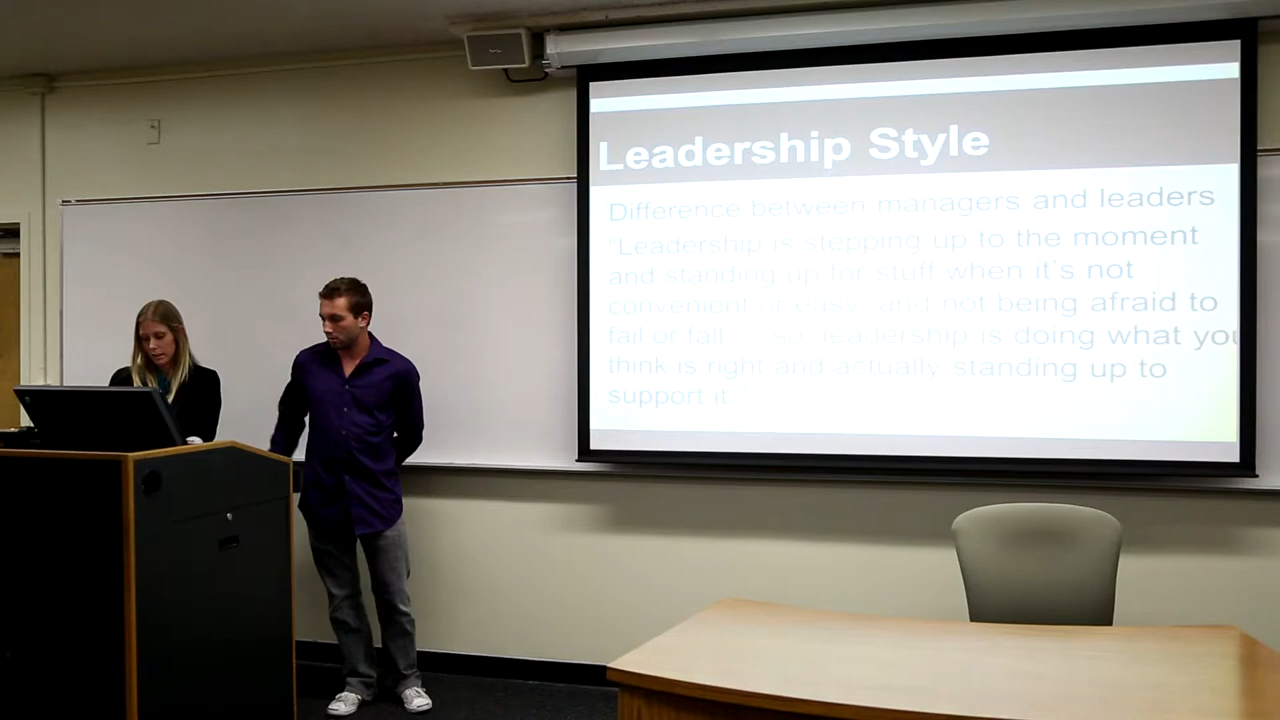 Leadership Style
Difference between managers and leaders
“Leadership is stepping up to the moment
and standing up for stuff when it's not
convenient or easy, and not being afraid to
fail or fall ... so, leadership is doing what you
think is right and actually standing up to
support it.”